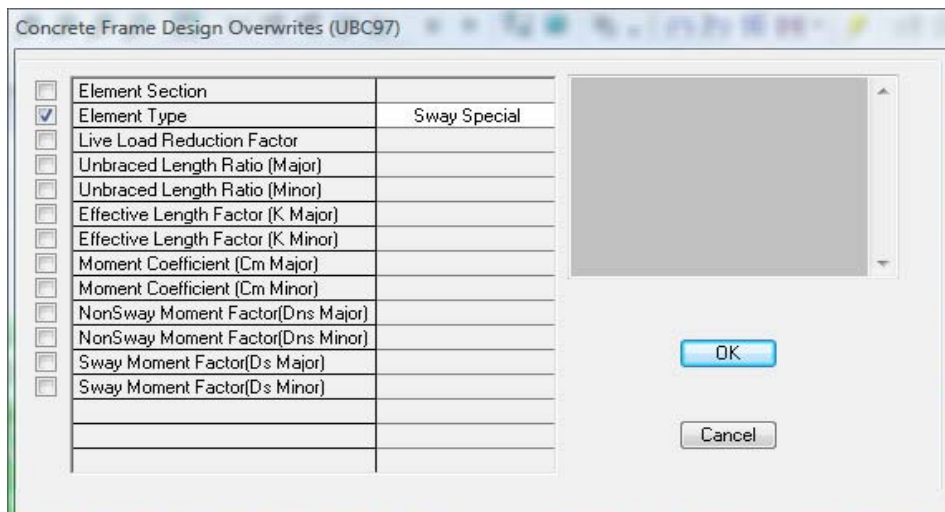 Concrete Frame Design Overwrites (UBC97)
Element Section
Element Type Sway Special
Live Load Reduction Factor
Unbraced Length Ratio (Major)
Unbraced Length Ratio (Minor)
Effective Length Factor (K Major)
Effective Length Factor (K Minor)
Moment Coefficient (Cm Major)
Moment Coefficient (Cm Minor)
NonSway Moment Factor(Dns Major)
NonSway Moment Factor(Dns Minor)
Sway Moment Factor(Ds Major)
Sway Moment Factor(Ds Minor)
OK
Cancel